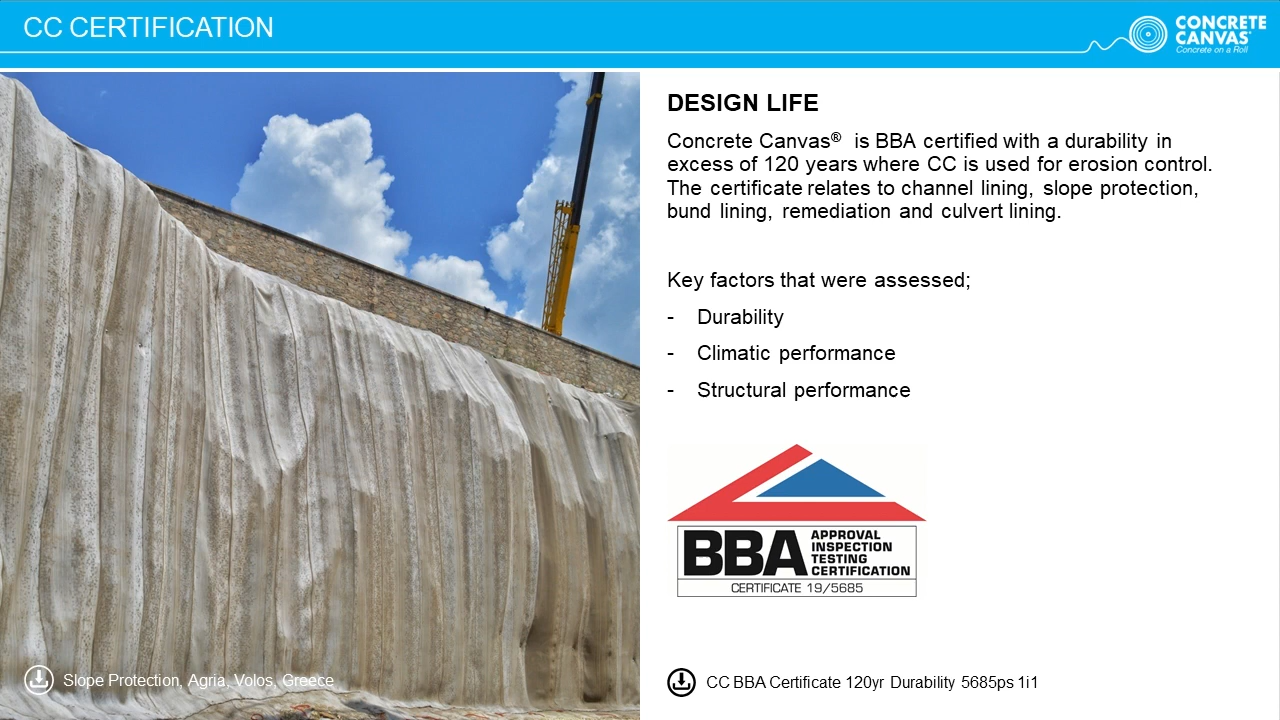 CC CERTIFICATION
CONCRETE
CANVAS®
Concrete on a Roll
DESIGN LIFE
Concrete Canvas® is BBA certified with a durability in
excess of 120 years where CC is used for erosion control.
The certificate relates to channel lining, slope protection,
bund lining, remediation and culvert lining.
Key factors that were assessed;
- Durability
- Climatic performance
- Structural performance
BBA
APPROVAL
INSPECTION
TESTING
CERTIFICATION
CERTIFICATE 19/5685
Slope Protection, Agria, Volos, Greece
CC BBA Certificate 120yr Durability 5685ps 1i1